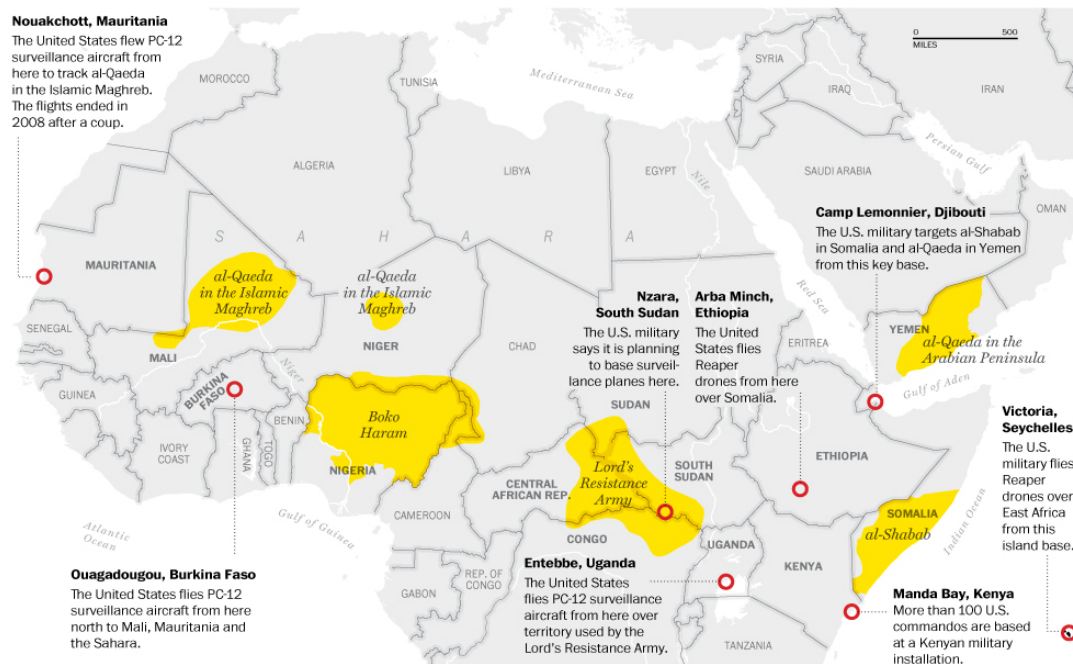 Nouakchott, Mauritania
The United States flew PC-12
surveillance aircraft from
here to track al-Qaeda
in the Islamic Maghreb.
The flights ended in
2008 after a coup.
0 500
MILES
MOROCCO
TUNISIA
Mediterranean Sea
SYRIA
IRAQ
IRAN
ALGERIA
LIBYA
EGYPT
Nile
SAUDI ARABIA
Persian Gulf
OMAN
S A H A R A
Camp Lemonnier, Djibouti
The U.S. military targets al-Shabab
in Somalia and al-Qaeda in Yemen
from this key base.
MAURITANIA
al-Qaeda
in the Islamic
Maghreb
al-Qaeda
in the Islamic
Maghreb
Nzara,
South Sudan
The U.S. military
says it is planning
to base surveil-
lance planes here.
Arba Minch,
Ethiopia
The United
States flies
Reaper
drones from here
over Somalia.
Red Sea
SENEGAL
MALI
NIGER
Niger
CHAD
SUDAN
ERITREA
YEMEN
al-Qaeda in the
Arabian Peninsula
Gulf of Aden
GUINEA
BURKINA
FASO
BENIN
Boko
Haram
NIGERIA
IVORY
COAST
GHANA
TOGO
CAMEROON
CENTRAL
AFRICAN REP.
Lord's
Resistance
Army
SOUTH
SUDAN
ETHIOPIA
Victoria,
Seychelles
The U.S.
military flies
Reaper
drones over
East Africa
from this
island base.
SOMALIA
al-Shabab
Indian Ocean
Atlantic
Ocean
Gulf of Guinea
CONGO
UGANDA
KENYA
REP. OF
CONGO
GABON
TANZANIA
Ouagadougou, Burkina Faso
The United States flies PC-12
surveillance aircraft from here
north to Mali, Mauritania and
the Sahara.
Entebbe, Uganda
The United States
flies PC-12 surveillance
aircraft from here over
territory used by the
Lord's Resistance Army.
Manda Bay, Kenya
More than 100 U.S.
commandos are based
at a Kenyan military
installation.